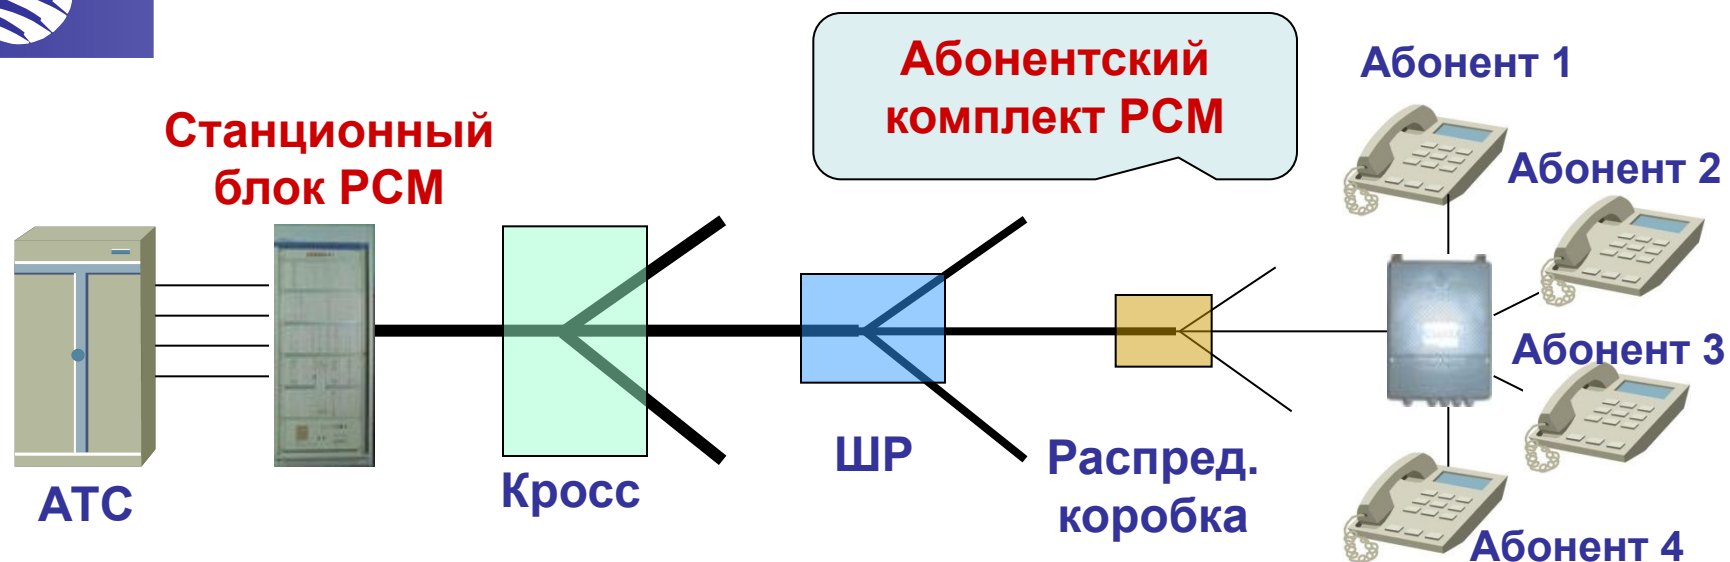 Абонентский
комплект РСМ
Абонент 1
Станционный
блок РСМ
Абонент 2
Абонент 3
АТС
Кросс
ШР
Распред.
коробка
Абонент 4